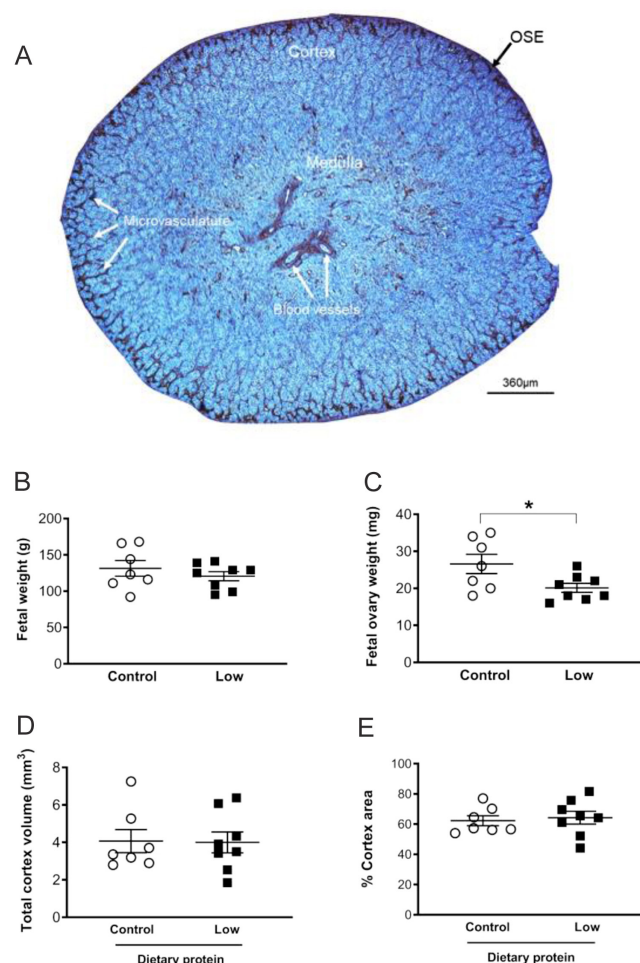 A
Cortex
OSE
Medulla
Microvasculature
Blood vessels
360µm
B
Fetal weight (g)
200
150
100
50
0
Control
Low
C
Fetal ovary weight (mg)
40
30
20
10
0
*
Control
Low
D
Total cortex volume (mm³)
8
6
4
2
0
Control
Low
Dietary protein
E
% Cortex area
100
80
60
40
20
0
Control
Low
Dietary protein